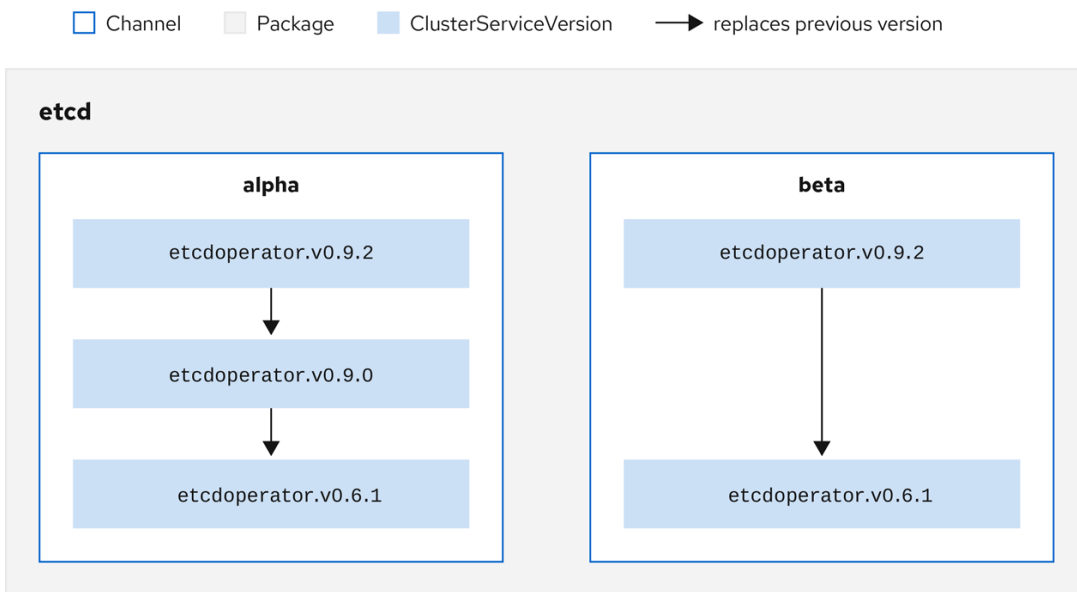 Channel Package ClusterServiceVersion replaces previous version
etcd
alpha
etcdoperator.v0.9.2
etcdoperator.v0.9.0
etcdoperator.v0.6.1
beta
etcdoperator.v0.9.2
etcdoperator.v0.6.1